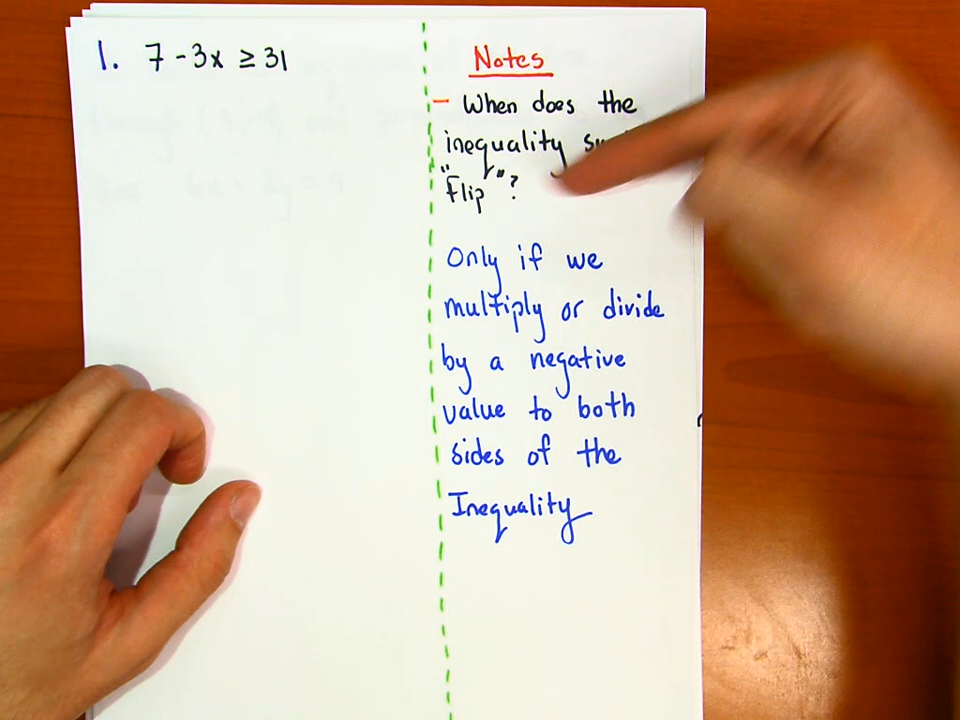 1. 7 - 3x ≥ 31
Notes
- When does the
inequality
"flip"?
Only if we
multiply or divide
by a negative
value to both
sides of the
Inequality